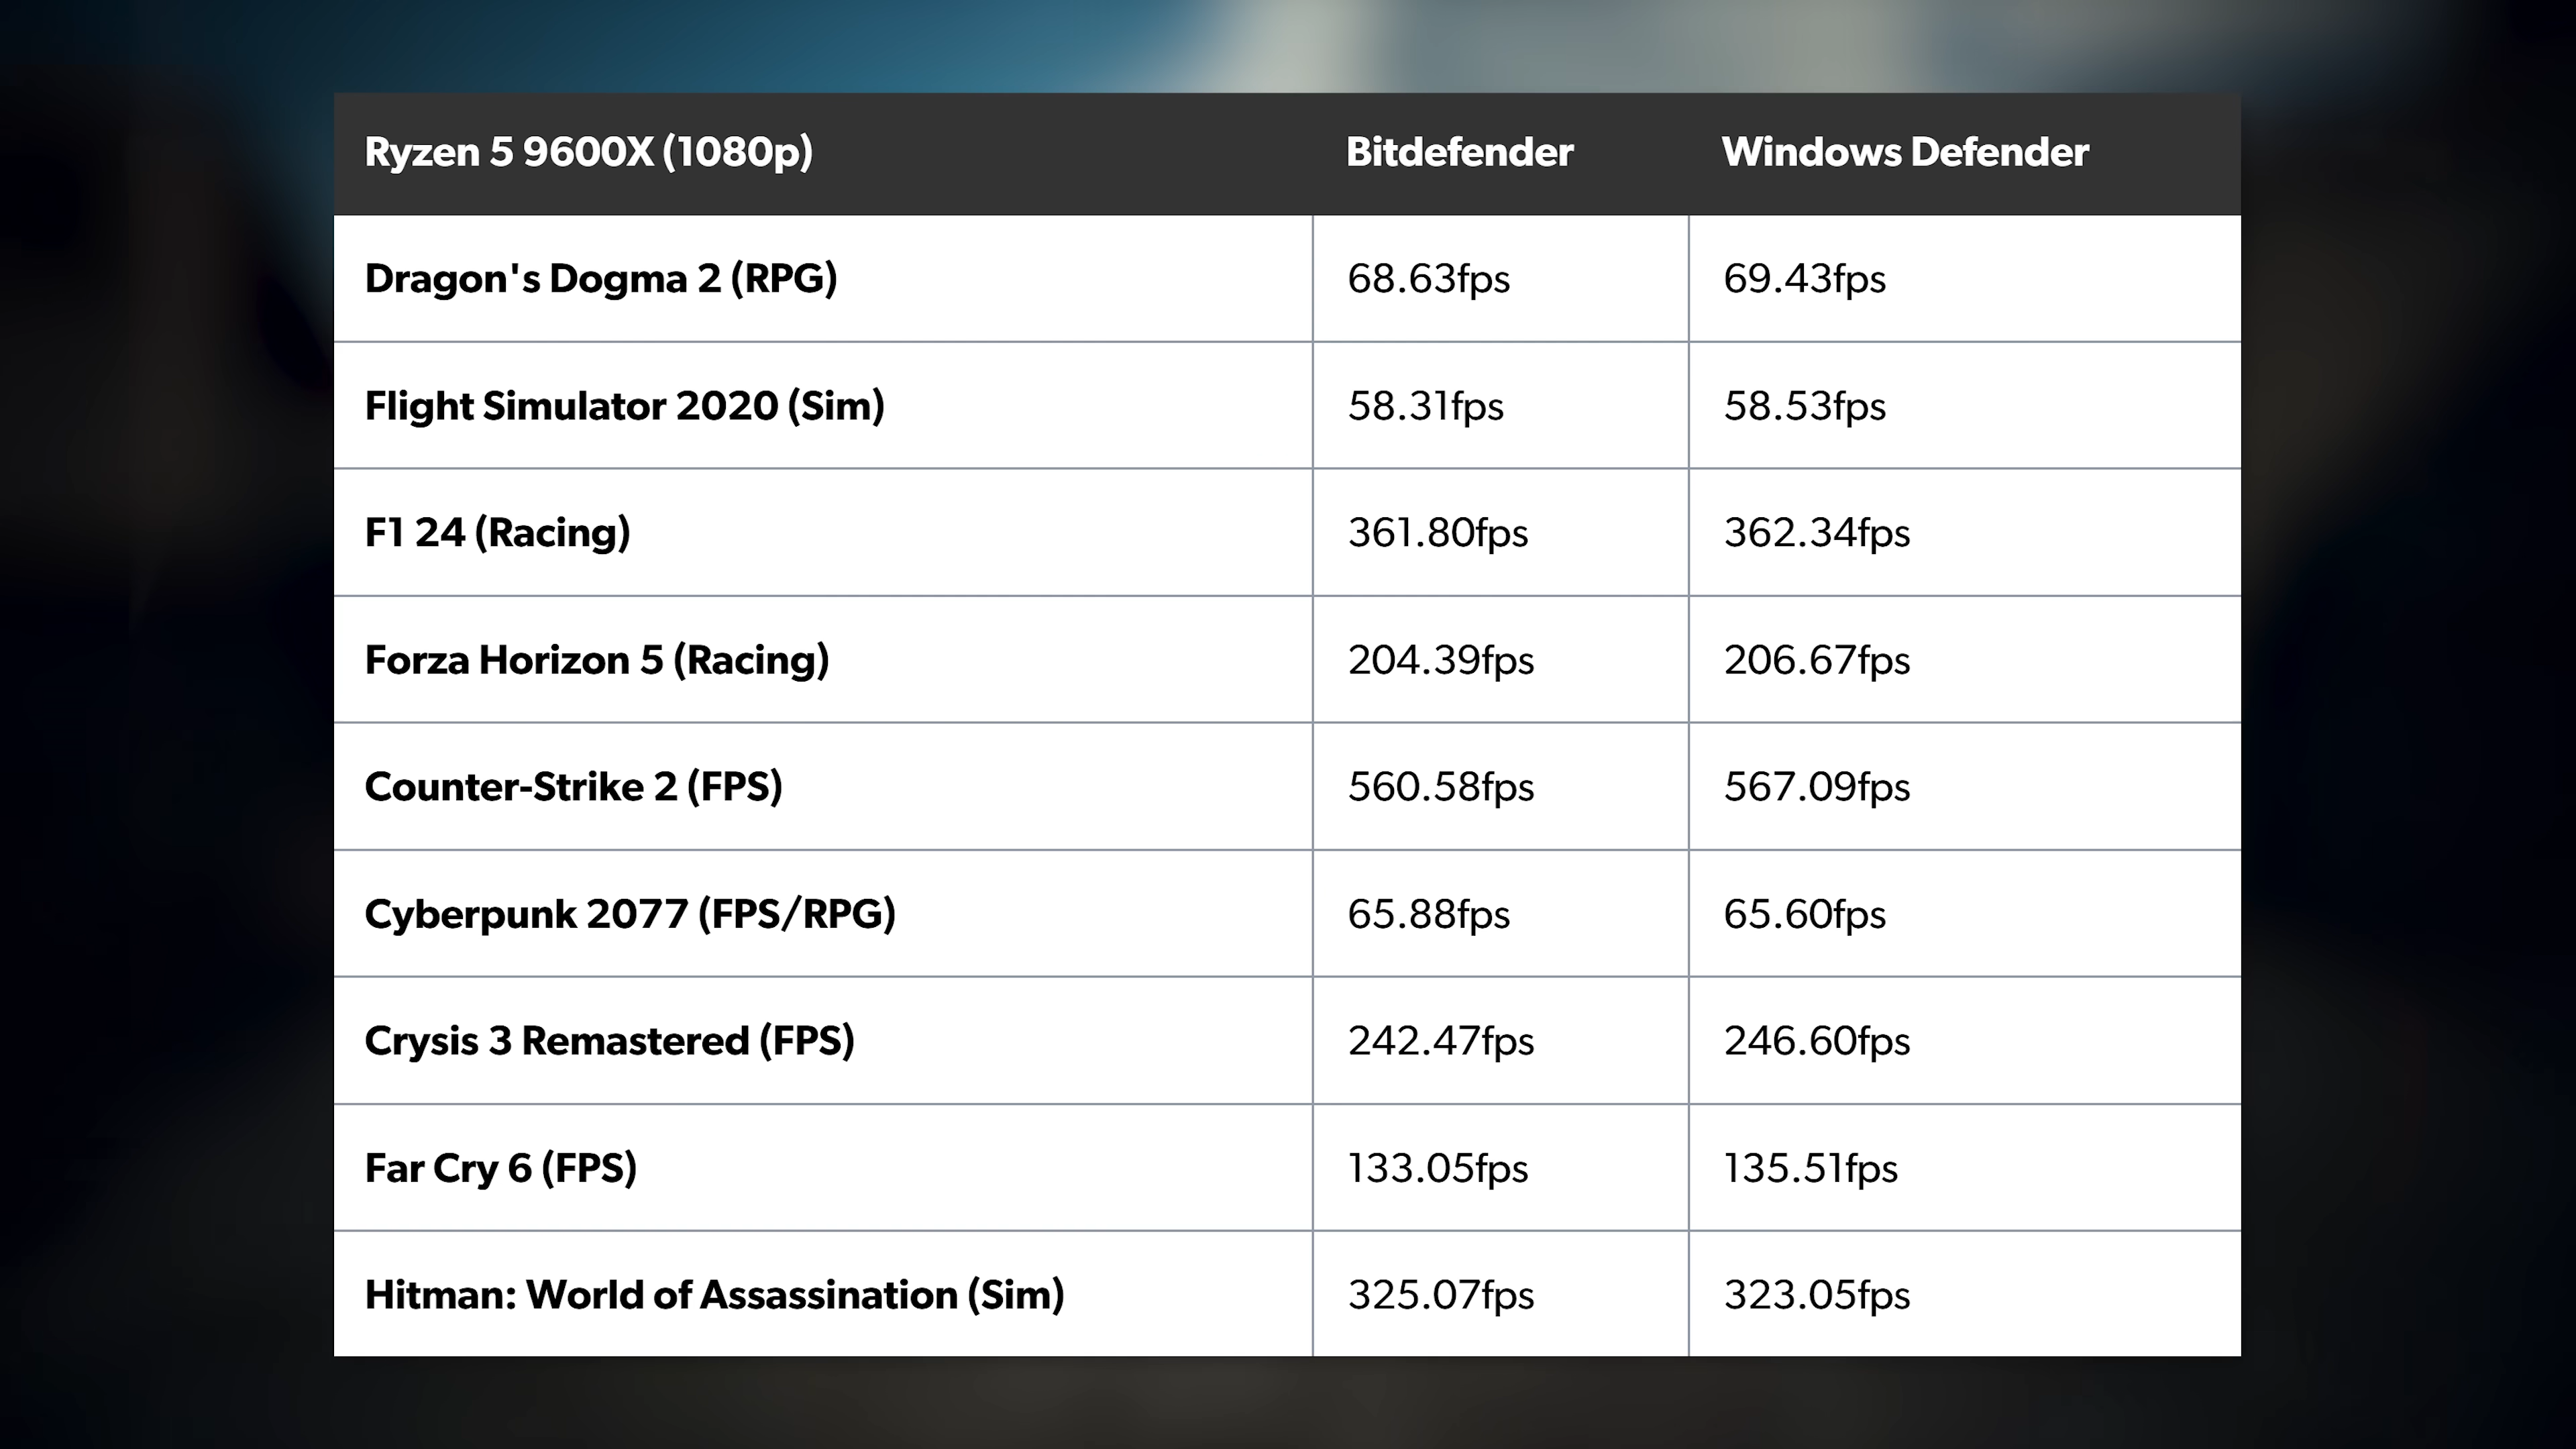 Ryzen 5 9600X (1080p) Bitdefender Windows Defender
Dragon's Dogma 2 (RPG) 68.63fps 69.43fps
Flight Simulator 2020 (Sim) 58.31fps 58.53fps
F1 24 (Racing) 361.80fps 362.34fps
Forza Horizon 5 (Racing) 204.39fps 206.67fps
Counter-Strike 2 (FPS) 560.58fps 567.09fps
Cyberpunk 2077 (FPS/RPG) 65.88fps 65.60fps
Crysis 3 Remastered (FPS) 242.47fps 246.60fps
Far Cry 6 (FPS) 133.05fps 135.51fps
Hitman: World of Assassination (Sim) 325.07fps 323.05fps